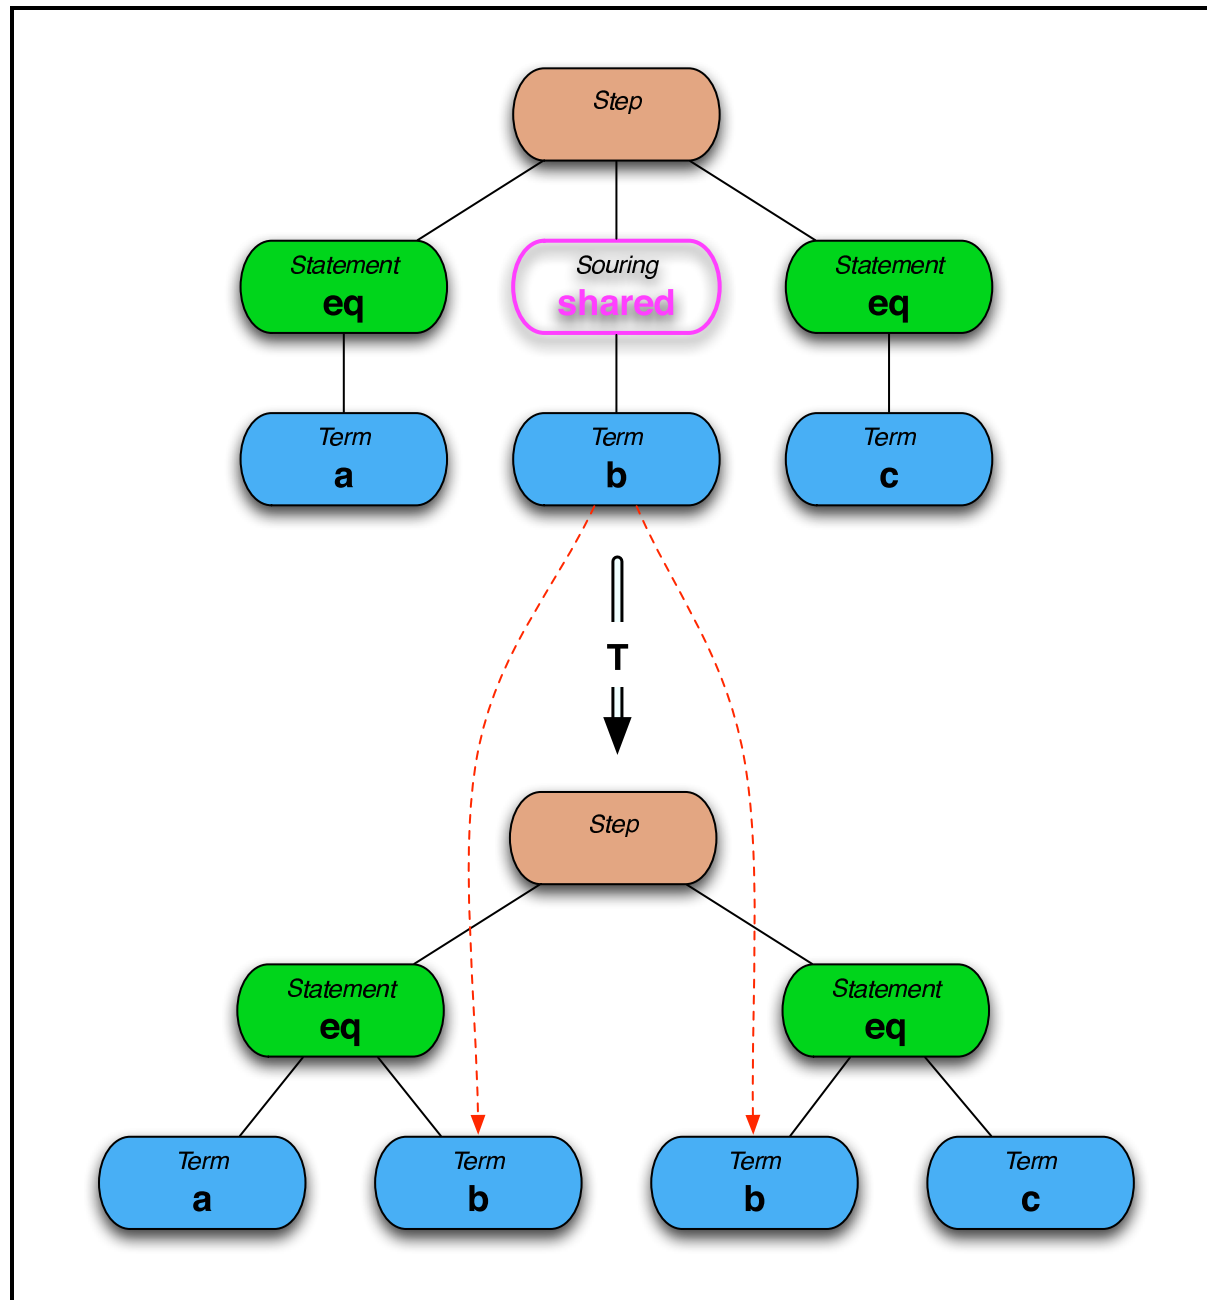 Step
Statement
eq
Souring
shared
Statement
eq
Term
a
Term
b
Term
c
T
Step
Statement
eq
Statement
eq
Term
a
Term
b
Term
b
Term
c